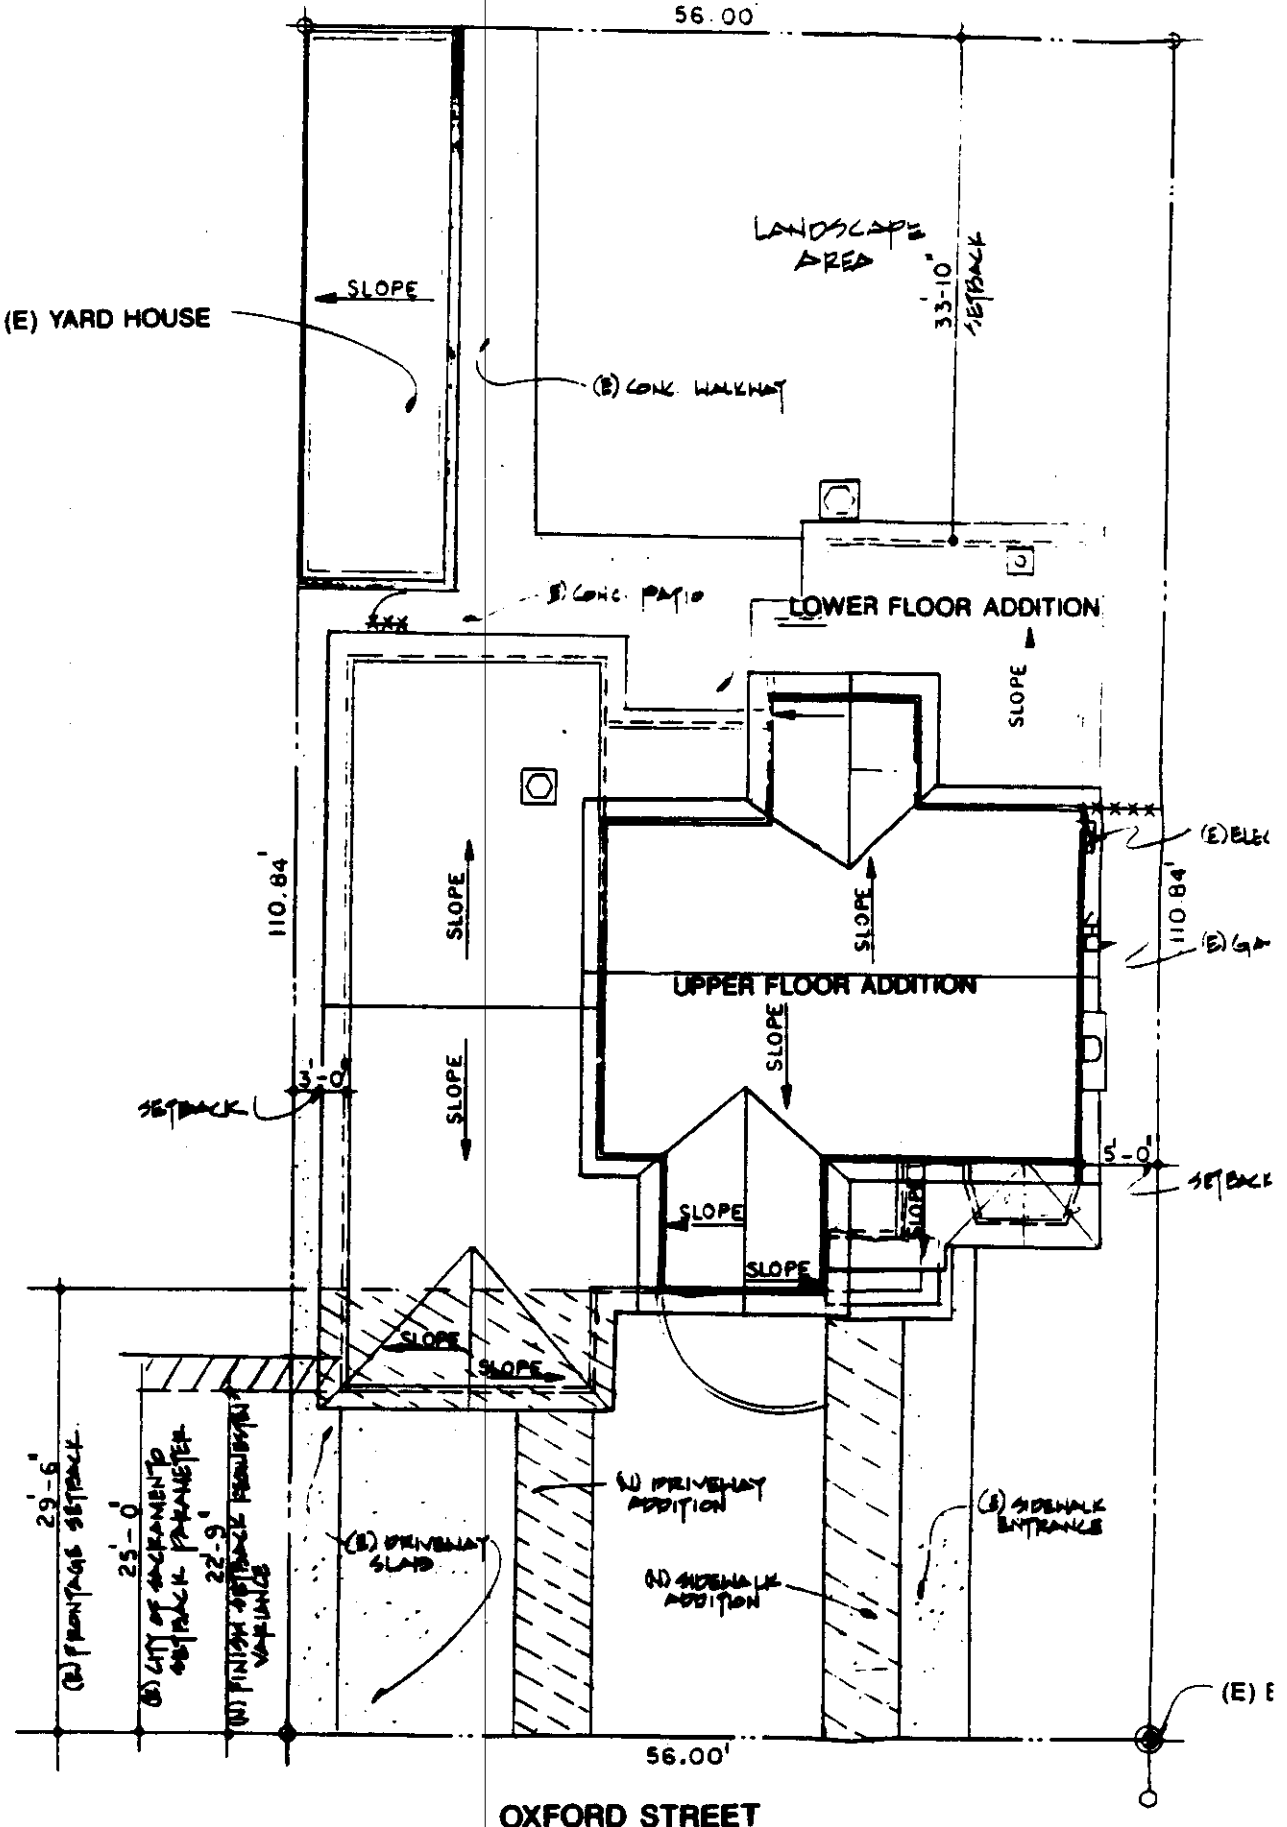 56.00
LANDSCAPE
AREA
33'-10"
SETBACK
SLOPE
(E) YARD HOUSE
(E) CONC. WALKWAY
(E) CONC. PATIO
LOWER FLOOR ADDITION
SLOPE
110.84'
SLOPE
SLOPE
(E) ELEC
110.84'
(E) GA
UPPER FLOOR ADDITION
SLOPE
SLOPE
3'-0"
SETBACK
5'-0"
SETBACK
SLOPE
SLOPE
SLOPE
SLOPE
SLOPE
29'-6"
(E) FRONTAGE SETBACK
25'-0"
(E) CITY OF SACRAMENTO
SETBACK PARAMETER
22'-9"
(N) FINISH SETBACK REQUESTED
VARIANCE
(N) DRIVEWAY
ADDITION
(E) SIDEWALK
ENTRANCE
(E) DRIVEWAY
SLAB
(N) SIDEWALK
ADDITION
(E) E
56.00'
OXFORD STREET